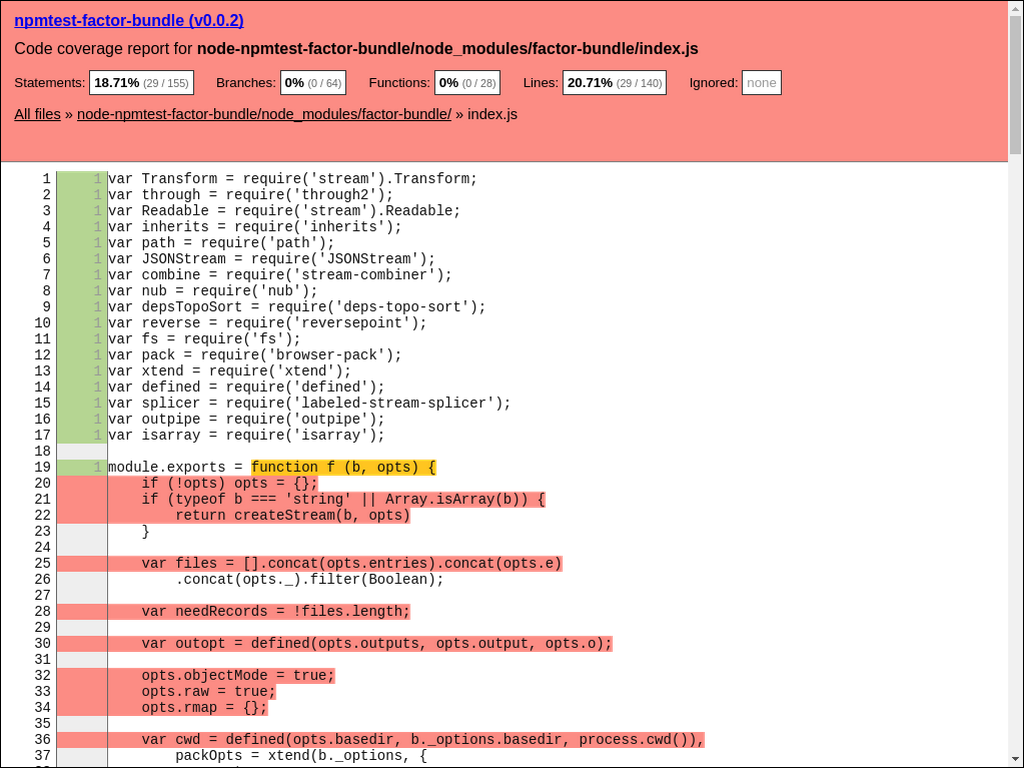 npmtest-factor-bundle (v0.0.2)
Code coverage report for node-npmtest-factor-bundle/node_modules/factor-bundle/index.js
Statements: 18.71% (29 / 155) Branches: 0% (0 / 64) Functions: 0% (0 / 28) Lines: 20.71% (29 / 140) Ignored: none
All files » node-npmtest-factor-bundle/node_modules/factor-bundle/ » index.js
1 1 var Transform = require('stream').Transform;
2 1 var through = require('through2');
3 1 var Readable = require('stream').Readable;
4 1 var inherits = require('inherits');
5 1 var path = require('path');
6 1 var JSONStream = require('JSONStream');
7 1 var combine = require('stream-combiner');
8 1 var nub = require('nub');
9 1 var depsTopoSort = require('deps-topo-sort');
10 1 var reverse = require('reversepoint');
11 1 var fs = require('fs');
12 1 var pack = require('browser-pack');
13 1 var xtend = require('xtend');
14 1 var defined = require('defined');
15 1 var splicer = require('labeled-stream-splicer');
16 1 var outpipe = require('outpipe');
17 1 var isarray = require('isarray');
18
19 1 module.exports = function f (b, opts) {
20     if (!opts) opts = {};
21     if (typeof b === 'string' || Array.isArray(b)) {
22         return createStream(b, opts)
23     }
24
25     var files = [].concat(opts.entries).concat(opts.e)
26         .concat(opts._).filter(Boolean);
27
28     var needRecords = !files.length;
29
30     var outopt = defined(opts.outputs, opts.output, opts.o);
31
32     opts.objectMode = true;
33     opts.raw = true;
34     opts.rmap = {};
35
36     var cwd = defined(opts.basedir, b._options.basedir, process.cwd()),
37         packOpts = xtend(b._options, {